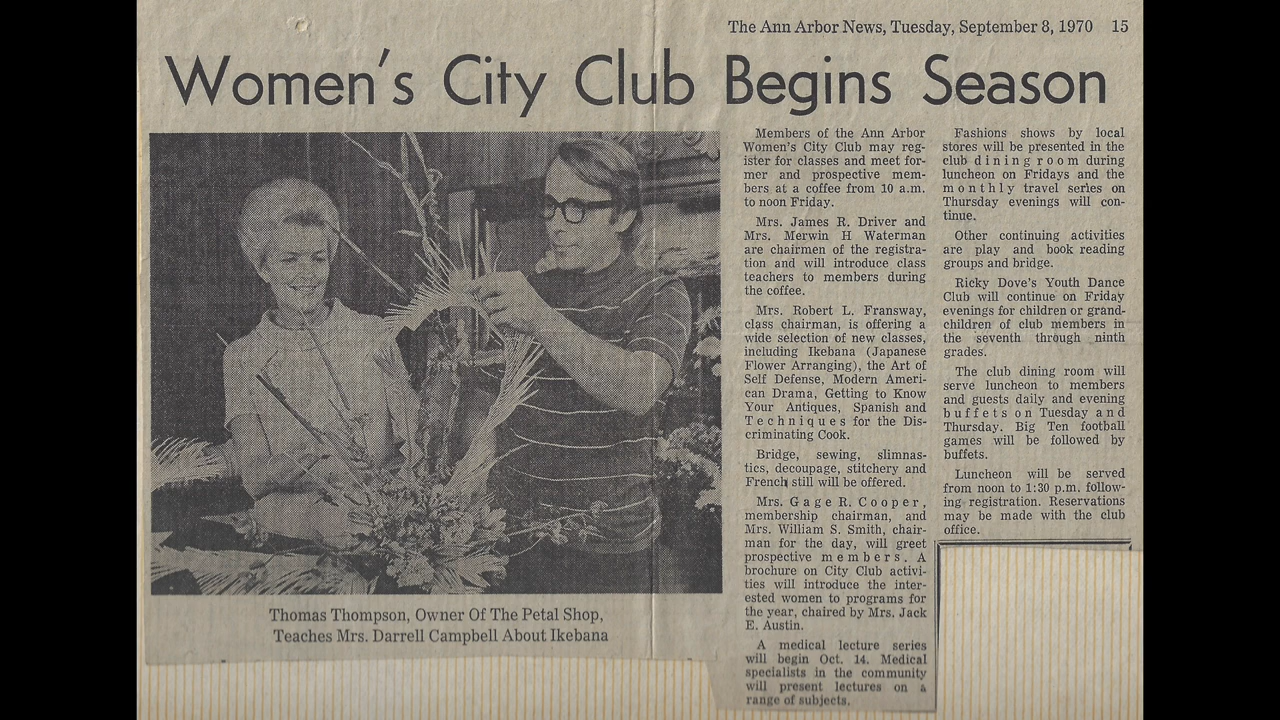 The Ann Arbor News, Tuesday, September 8, 1970 15
Women's City Club Begins Season
Members of the Ann Arbor
Women's City Club may reg-
ister for classes and meet for-
mer and prospective mem-
bers at a coffee from 10 a.m.
to noon Friday.
Mrs. James R. Driver and
Mrs. Merwin H Waterman
are chairmen of the registra-
tion and will introduce class
teachers to members during
the coffee.
Mrs. Robert L. Fransway,
class chairman, is offering a
wide selection of new classes,
including Ikebana (Japanese
Flower Arranging), the Art of
Self Defense, Modern Ameri-
can Drama, Getting to Know
Your Antiques, Spanish and
Techniques for the Dis-
criminating Cook.
Bridge, sewing, slimnas-
tics, decoupage, stitchery and
French still will be offered.
Mrs. Gage R. Cooper,
membership chairman, and
Mrs. William S. Smith, chair-
man for the day, will greet
prospective members. A
brochure on City Club activi-
ties will introduce the inter-
ested women to programs for
the year, chaired by Mrs. Jack
E. Austin.
A medical lecture series
will begin Oct. 14. Medical
specialists in the community
will present lectures on a
range of subjects.
Fashions shows by local
stores will be presented in the
club dining room during
luncheon on Fridays and the
monthly travel series on
Thursday evenings will con-
tinue.
Other continuing activities
are play and book reading
groups and bridge.
Ricky Dove's Youth Dance
Club will continue on Friday
evenings for children or grand-
children of club members in
the seventh through ninth
grades.
The club dining room will
serve luncheon to members
and guests daily and evening
buffets on Tuesday and
Thursday. Big Ten football
games will be followed by
buffets.
Luncheon will be served
from noon to 1:30 p.m. follow-
ing registration. Reservations
may be made with the club
office.
Thomas Thompson, Owner Of The Petal Shop,
Teaches Mrs. Darrell Campbell About Ikebana